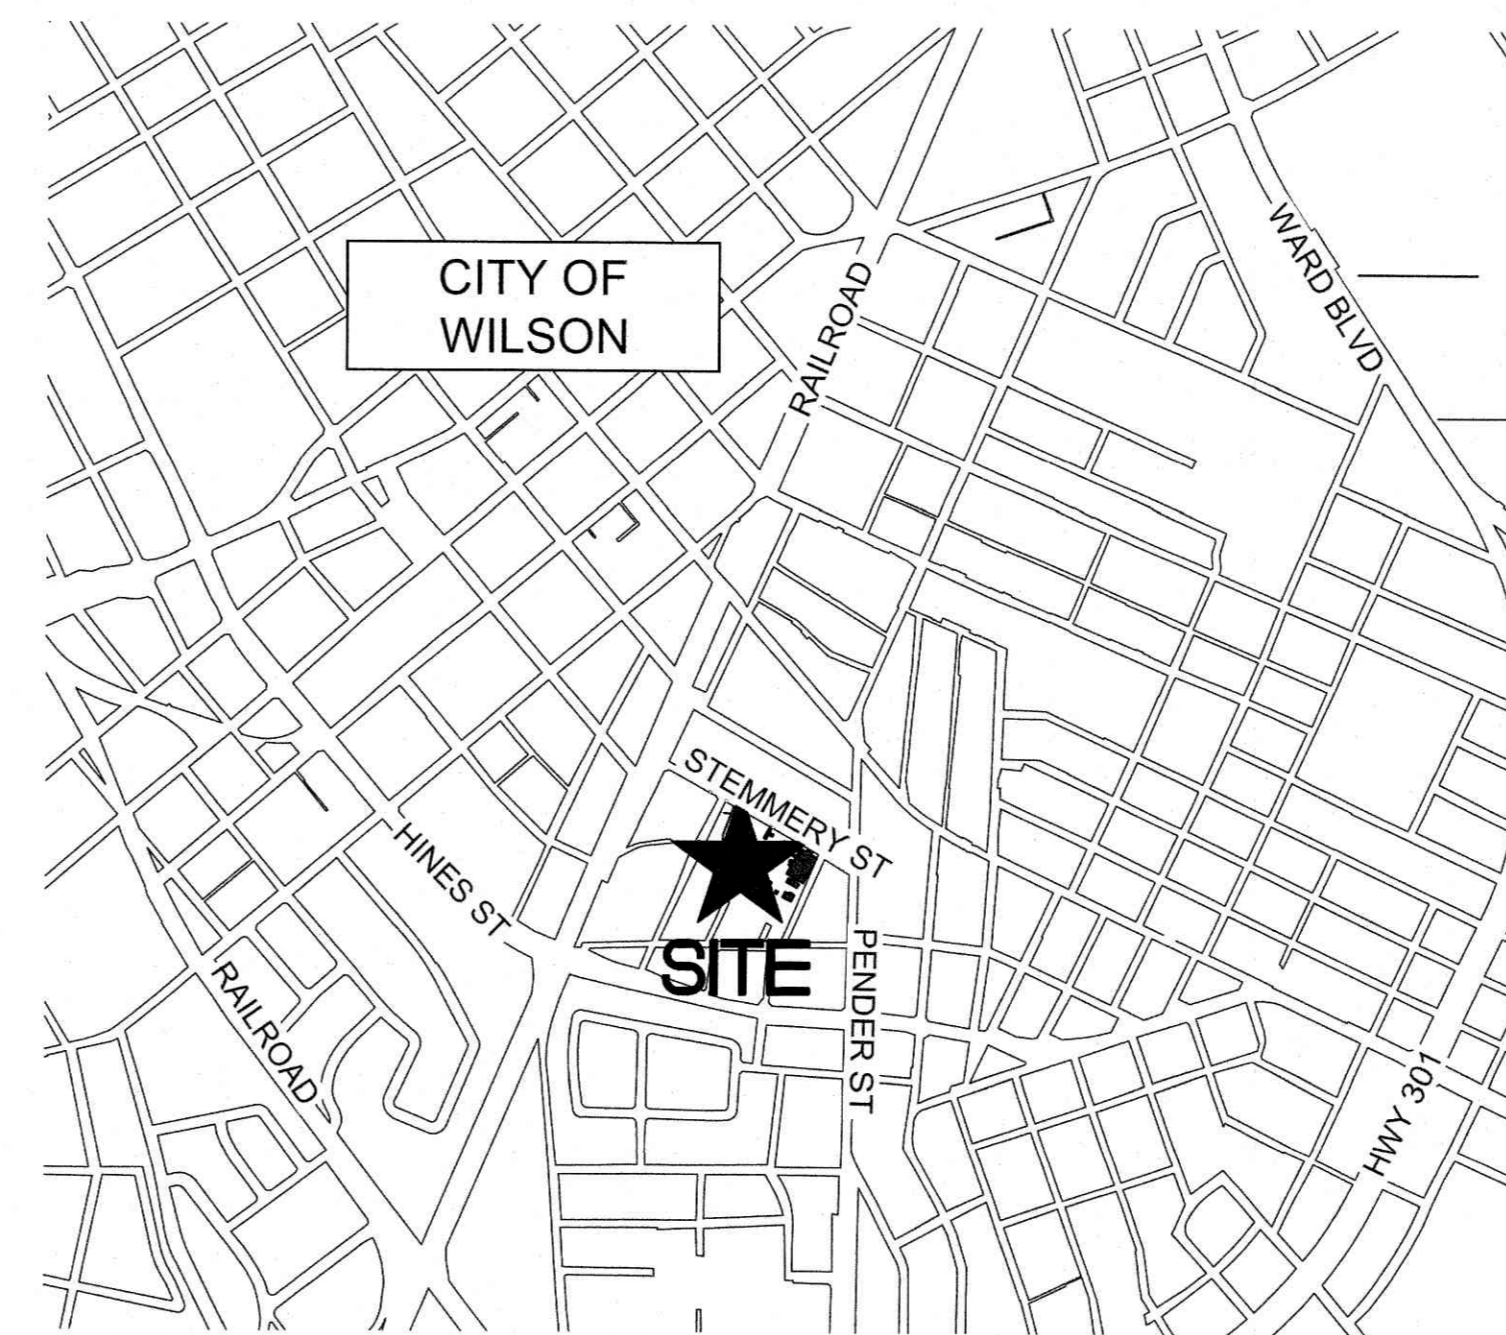 CITY OF
WILSON
WARD BLVD
RAILROAD
STEMMERY ST
HINES ST
SITE
PENDER ST
RAILROAD
HWY 301